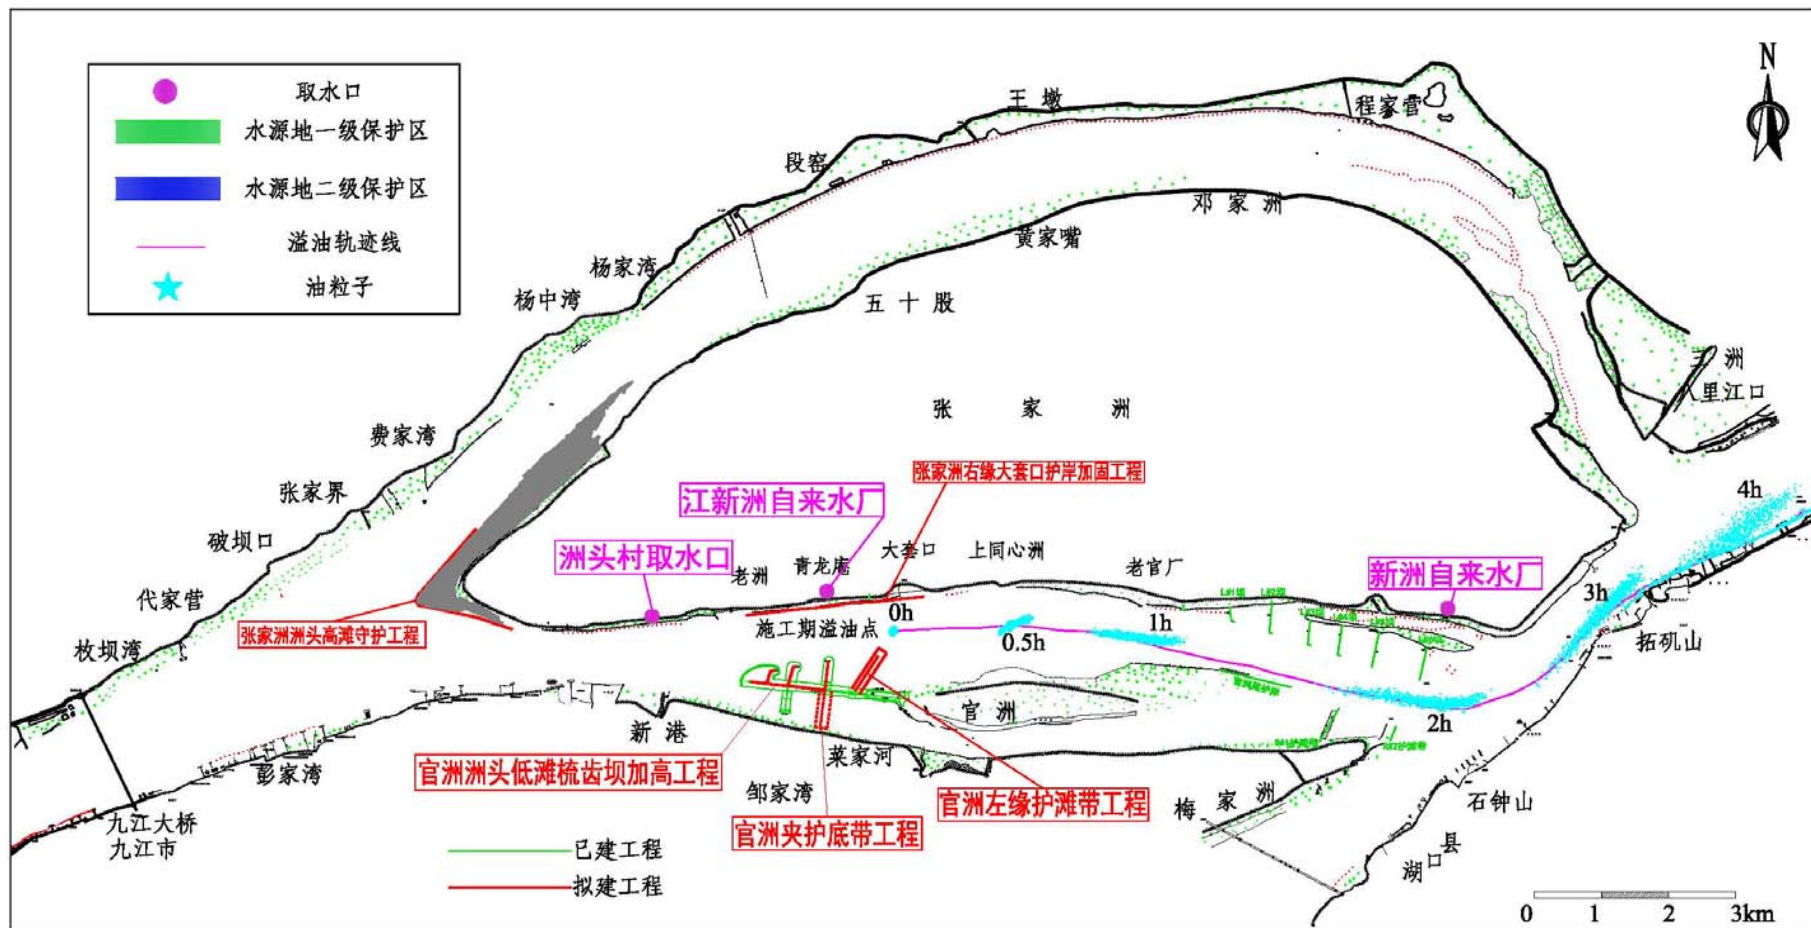 取水口
水源地一级保护区
水源地二级保护区
溢油轨迹线
油粒子
N
王墩
程家营
段窑
邓家洲
黄家嘴
杨家湾
杨中湾
五十股
三洲
八里江口
张家洲
费家湾
张家洲右缘大套口护岸加固工程
张家界
江新洲自来水厂
4h
破坝口
洲头村取水口
老洲
青龙庵
大套口
上同心洲
老官厂
新洲自来水厂
3h
代家营
张家洲洲头高滩守护工程
施工期溢油点
0h
0.5h
1h
2h
拓矶山
枚坝湾
官洲
新港
彭家湾
官洲洲头低滩梳齿坝加高工程
菜家河
邹家湾
官洲左缘护滩带工程
官洲夹护底带工程
梅家洲
石钟山
湖口县
九江大桥
九江市
已建工程
拟建工程
0 1 2 3km